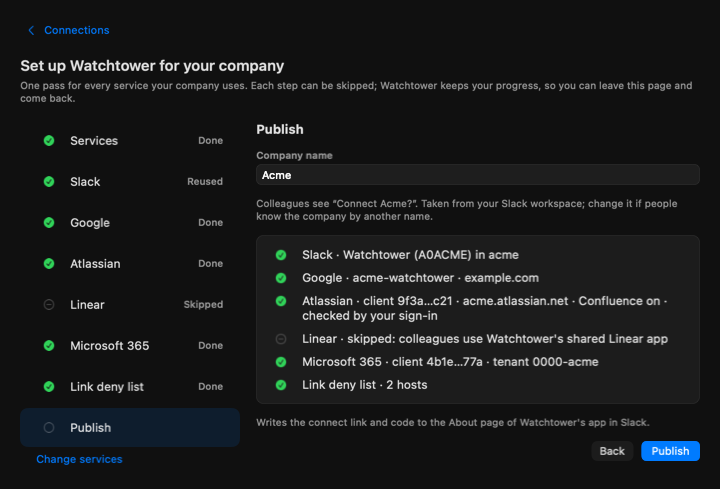 Connections
Set up Watchtower for your company
One pass for every service your company uses. Each step can be skipped; Watchtower keeps your progress, so you can leave this page and
come back.
Services Done
Slack Reused
Google Done
Atlassian Done
Linear Skipped
Microsoft 365 Done
Link deny list Done
Publish
Change services
Publish
Company name
Acme
Colleagues see "Connect Acme?". Taken from your Slack workspace; change it if people
know the company by another name.
Slack · Watchtower (A0ACME) in acme
Google · acme-watchtower · example.com
Atlassian · client 9f3a...c21 · acme.atlassian.net · Confluence on ·
checked by your sign-in
Linear · skipped: colleagues use Watchtower's shared Linear app
Microsoft 365 · client 4b1e...77a · tenant 0000-acme
Link deny list · 2 hosts
Writes the connect link and code to the About page of Watchtower's app in Slack.
Back Publish